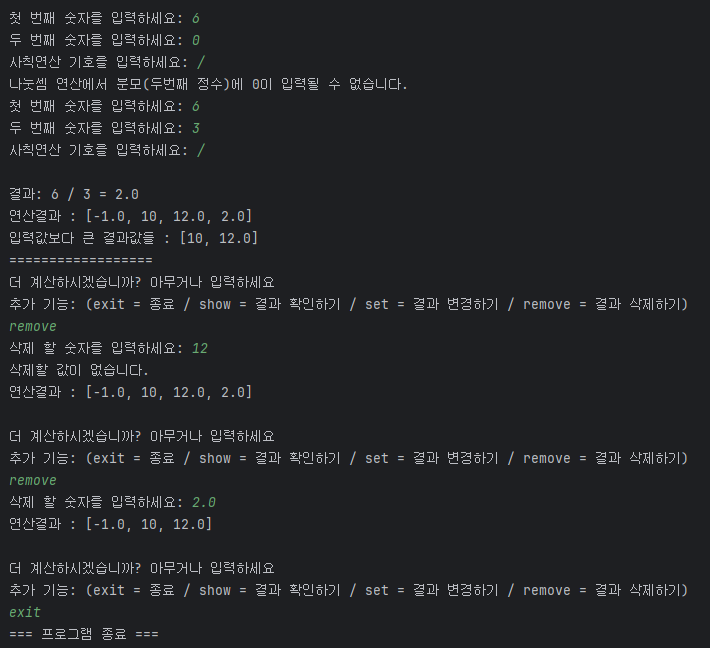 첫 번째 숫자를 입력하세요: 6
두 번째 숫자를 입력하세요: 0
사칙연산 기호를 입력하세요: /
나눗셈 연산에서 분모(두번째 정수)에 0이 입력될 수 없습니다.
첫 번째 숫자를 입력하세요: 6
두 번째 숫자를 입력하세요: 3
사칙연산 기호를 입력하세요: /
결과: 6 / 3 = 2.0
연산결과 : [-1.0, 10, 12.0, 2.0]
입력값보다 큰 결과값들 : [10, 12.0]
==================
더 계산하시겠습니까? 아무거나 입력하세요
추가 기능: (exit = 종료 / show = 결과 확인하기 / set = 결과 변경하기 / remove = 결과 삭제하기)
remove
삭제 할 숫자를 입력하세요: 12
삭제할 값이 없습니다.
연산결과 : [-1.0, 10, 12.0, 2.0]
더 계산하시겠습니까? 아무거나 입력하세요
추가 기능: (exit = 종료 / show = 결과 확인하기 / set = 결과 변경하기 / remove = 결과 삭제하기)
remove
삭제 할 숫자를 입력하세요: 2.0
연산결과 : [-1.0, 10, 12.0]
더 계산하시겠습니까? 아무거나 입력하세요
추가 기능: (exit = 종료 / show = 결과 확인하기 / set = 결과 변경하기 / remove = 결과 삭제하기)
exit
=== 프로그램 종료 ===